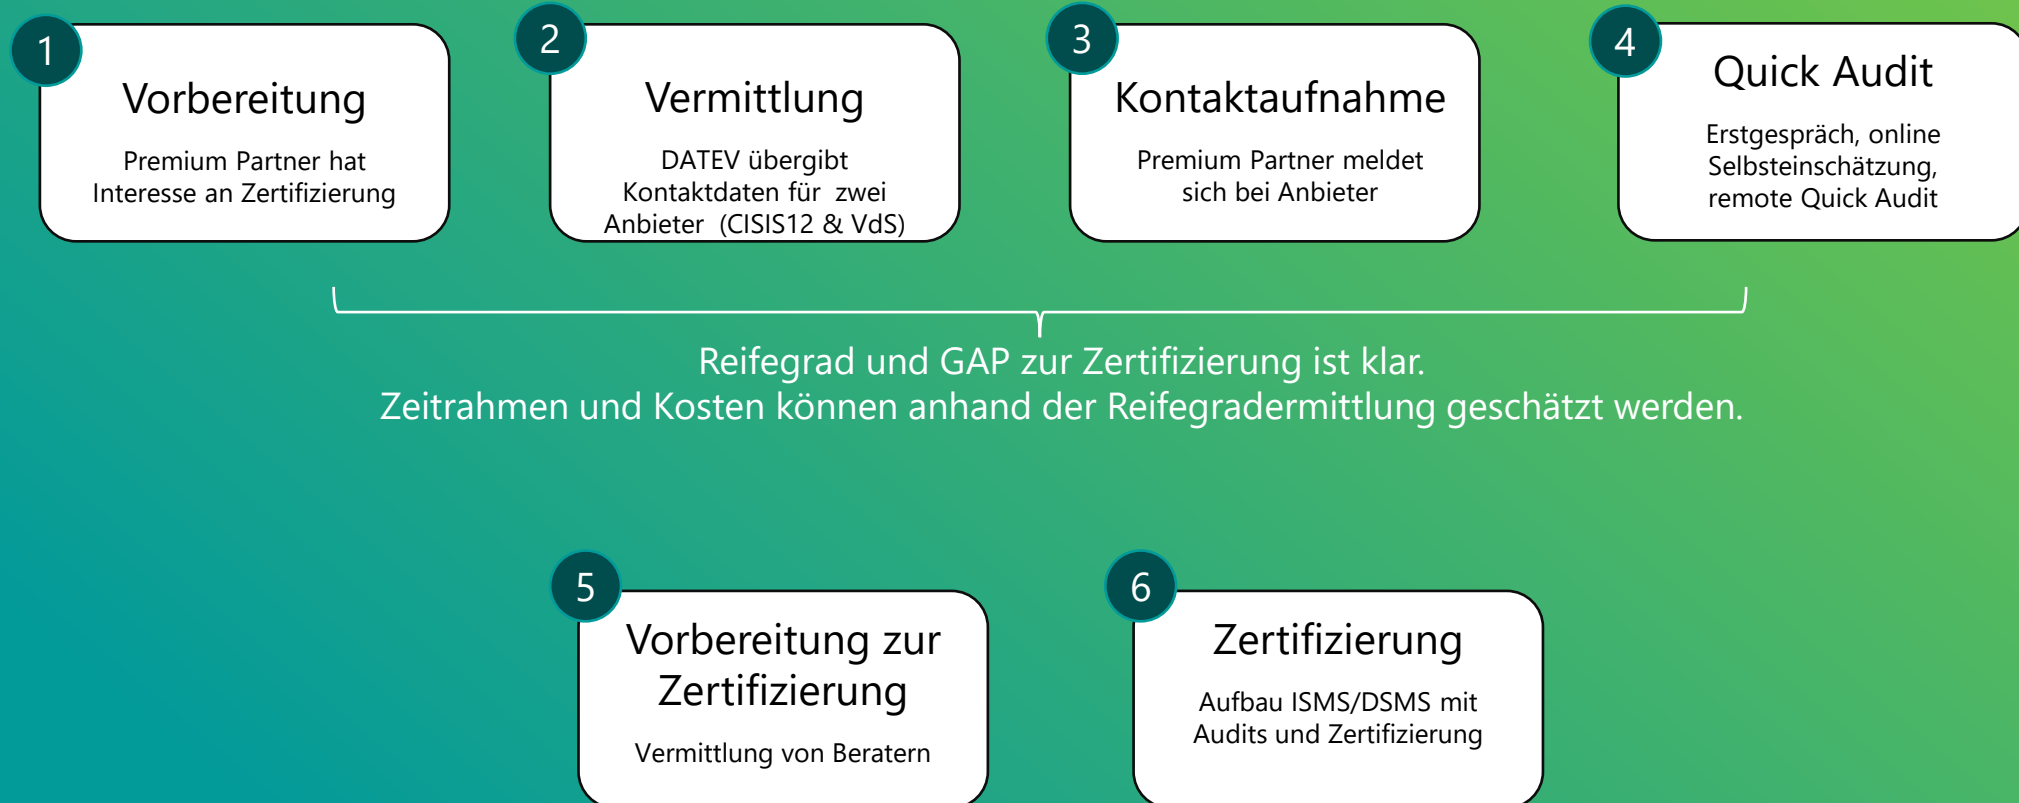 1
Vorbereitung
Premium Partner hat
Interesse an Zertifizierung
2
Vermittlung
DATEV übergibt
Kontaktdaten für zwei
Anbieter (CISIS12 & VdS)
3
Kontaktaufnahme
Premium Partner meldet
sich bei Anbieter
4
Quick Audit
Erstgespräch, online
Selbsteinschätzung,
remote Quick Audit
Reifegrad und GAP zur Zertifizierung ist klar.
Zeitrahmen und Kosten können anhand der Reifegradermittlung geschätzt werden.
5
Vorbereitung zur
Zertifizierung
Vermittlung von Beratern
6
Zertifizierung
Aufbau ISMS/DSMS mit
Audits und Zertifizierung